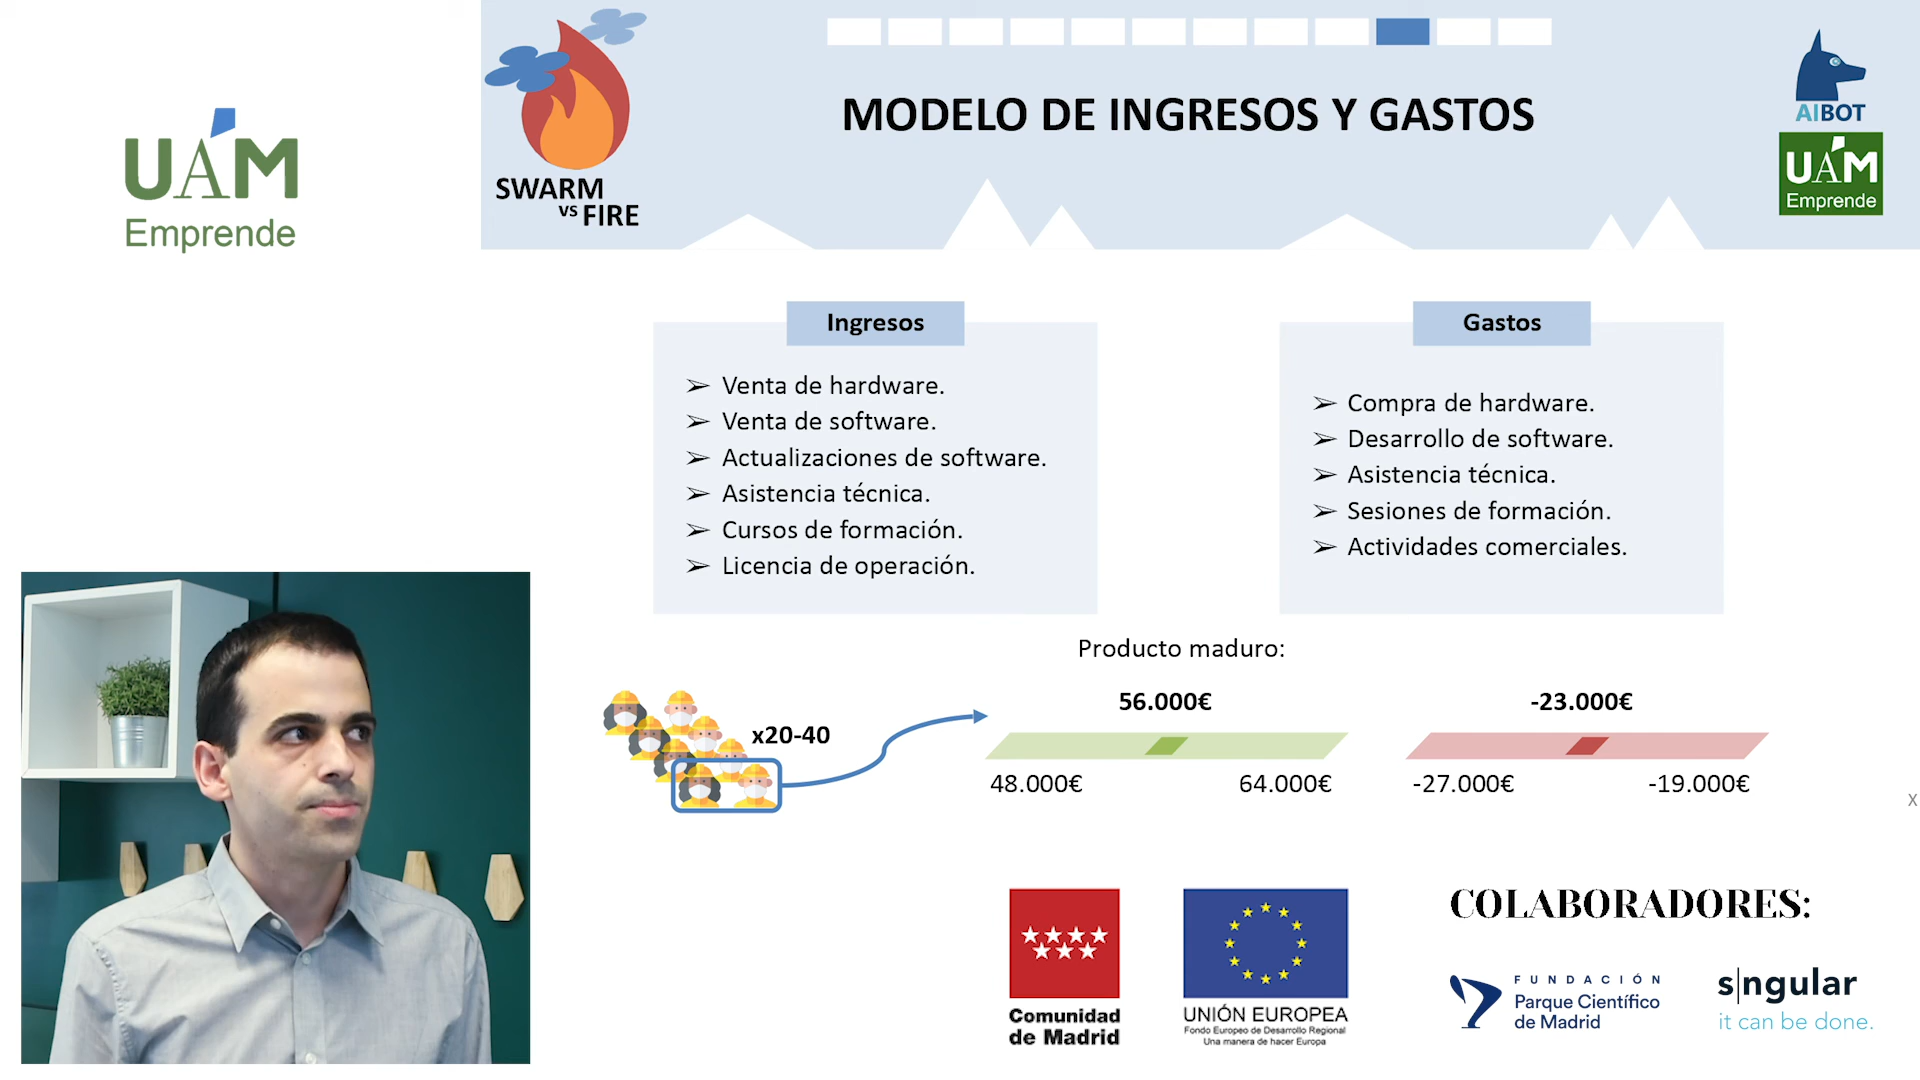 UAM
Emprende
SWARM
VS FIRE
MODELO DE INGRESOS Y GASTOS
AIBOT
UAM
Emprende
Ingresos
➢ Venta de hardware.
➢ Venta de software.
➢ Actualizaciones de software.
➢ Asistencia técnica.
➢ Cursos de formación.
➢ Licencia de operación.
Gastos
➢ Compra de hardware.
➢ Desarrollo de software.
➢ Asistencia técnica.
➢ Sesiones de formación.
➢ Actividades comerciales.
Producto maduro:
x20-40
56.000€
48.000€ 64.000€
-23.000€
-27.000€ -19.000€
X
Comunidad
de Madrid
UNIÓN EUROPEA
Fondo Europeo de Desarrollo Regional
Una manera de hacer Europa
COLABORADORES:
FUNDACIÓN
Parque Científico
de Madrid
s|ngular
it can be done.